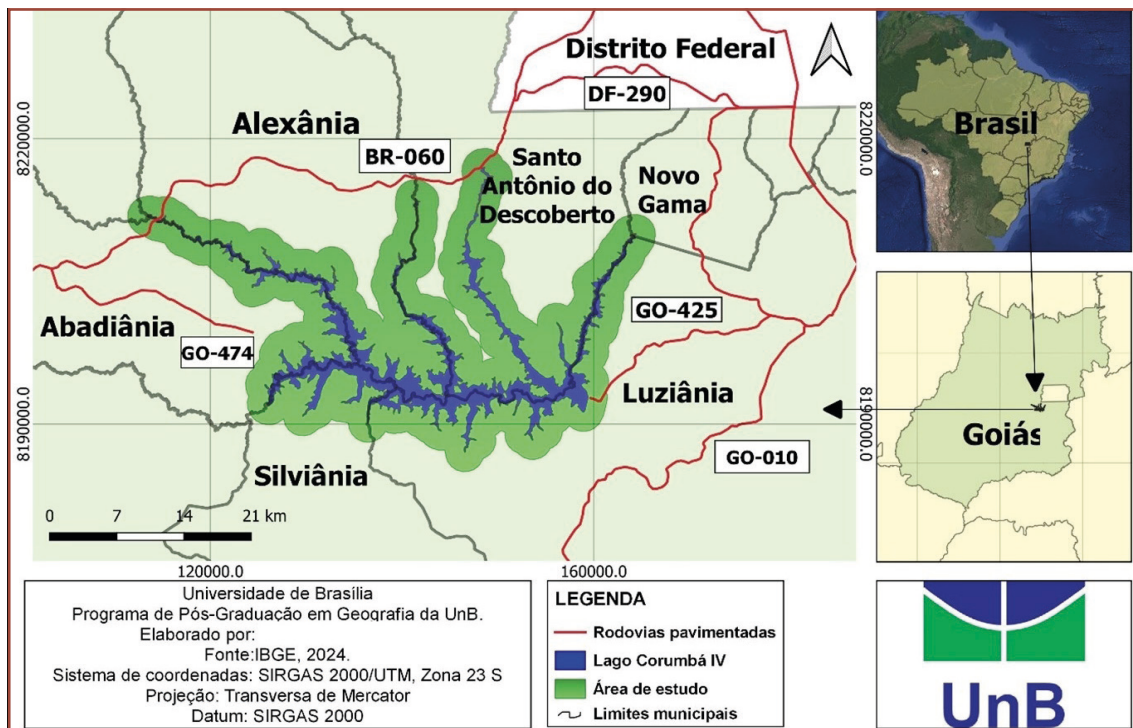 Distrito Federal
DF-290
Alexânia
BR-060
Santo
Antônio do
Descoberto
Novo
Gama
8220000.0
8220000.0
Abadiânia
GO-474
GO-425
Luziânia
8190000.0
8190000.0
Silviânia
GO-010
0 7 14 21 km
120000.0
160000.0
Brasil
Goiás
Universidade de Brasília
Programa de Pós-Graduação em Geografia da UnB.
Elaborado por:
Fonte:IBGE, 2024.
Sistema de coordenadas: SIRGAS 2000/UTM, Zona 23 S
Projeção: Transversa de Mercator
Datum: SIRGAS 2000
LEGENDA
Rodovias pavimentadas
Lago Corumbá IV
Área de estudo
Limites municipais
UnB